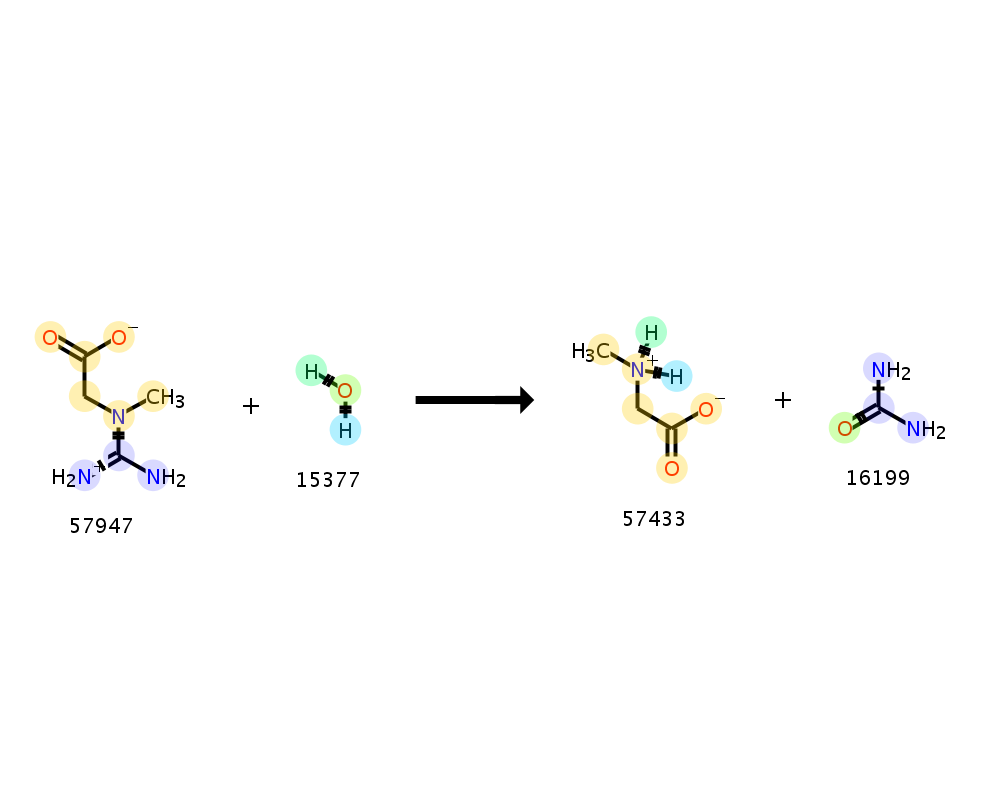 O O⁻
N CH3
H2N⁺ NH2
57947
+
H O
H
15377
H3C H
N⁺ H
O⁻
O
57433
+
NH2
O NH2
16199